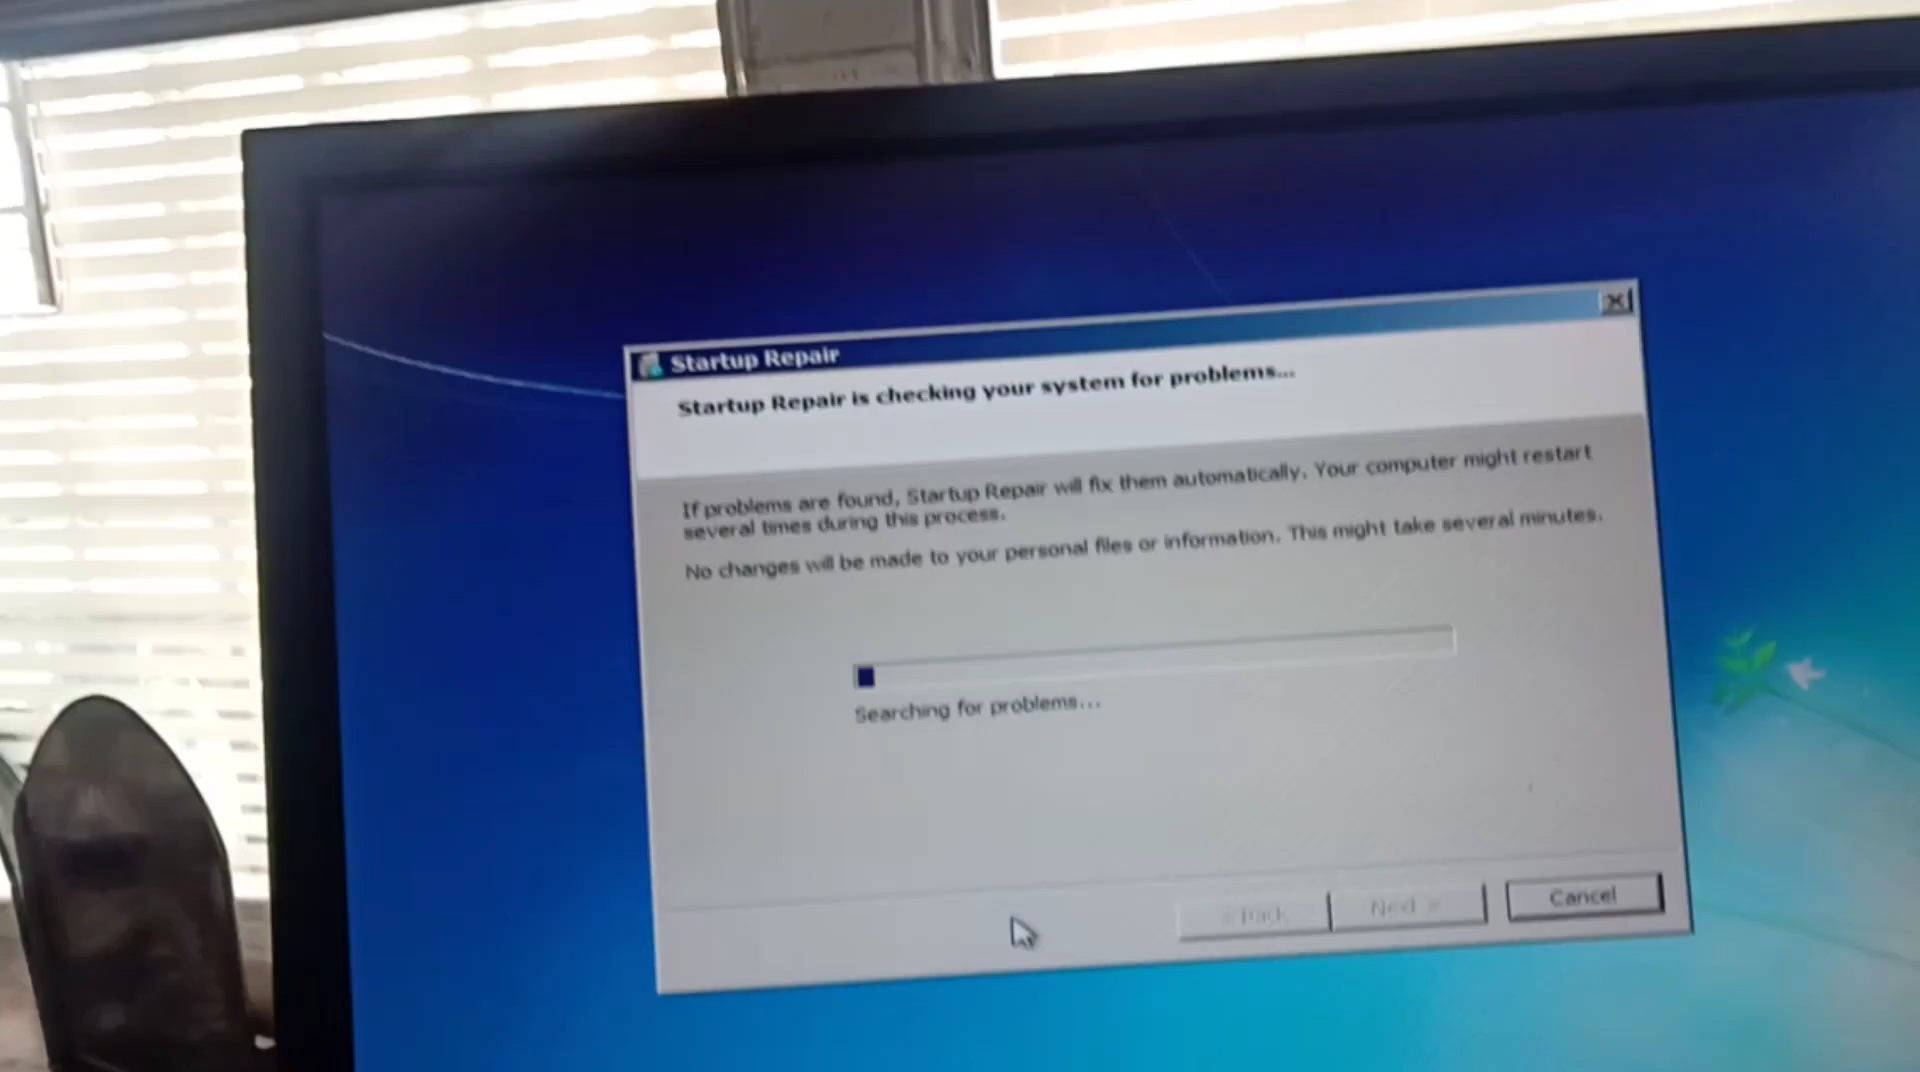 Startup Repair
Startup Repair is checking your system for problems...
If problems are found, Startup Repair will fix them automatically. Your computer might restart
several times during this process.
No changes will be made to your personal files or information. This might take several minutes.
Searching for problems...
< Back
Next >
Cancel